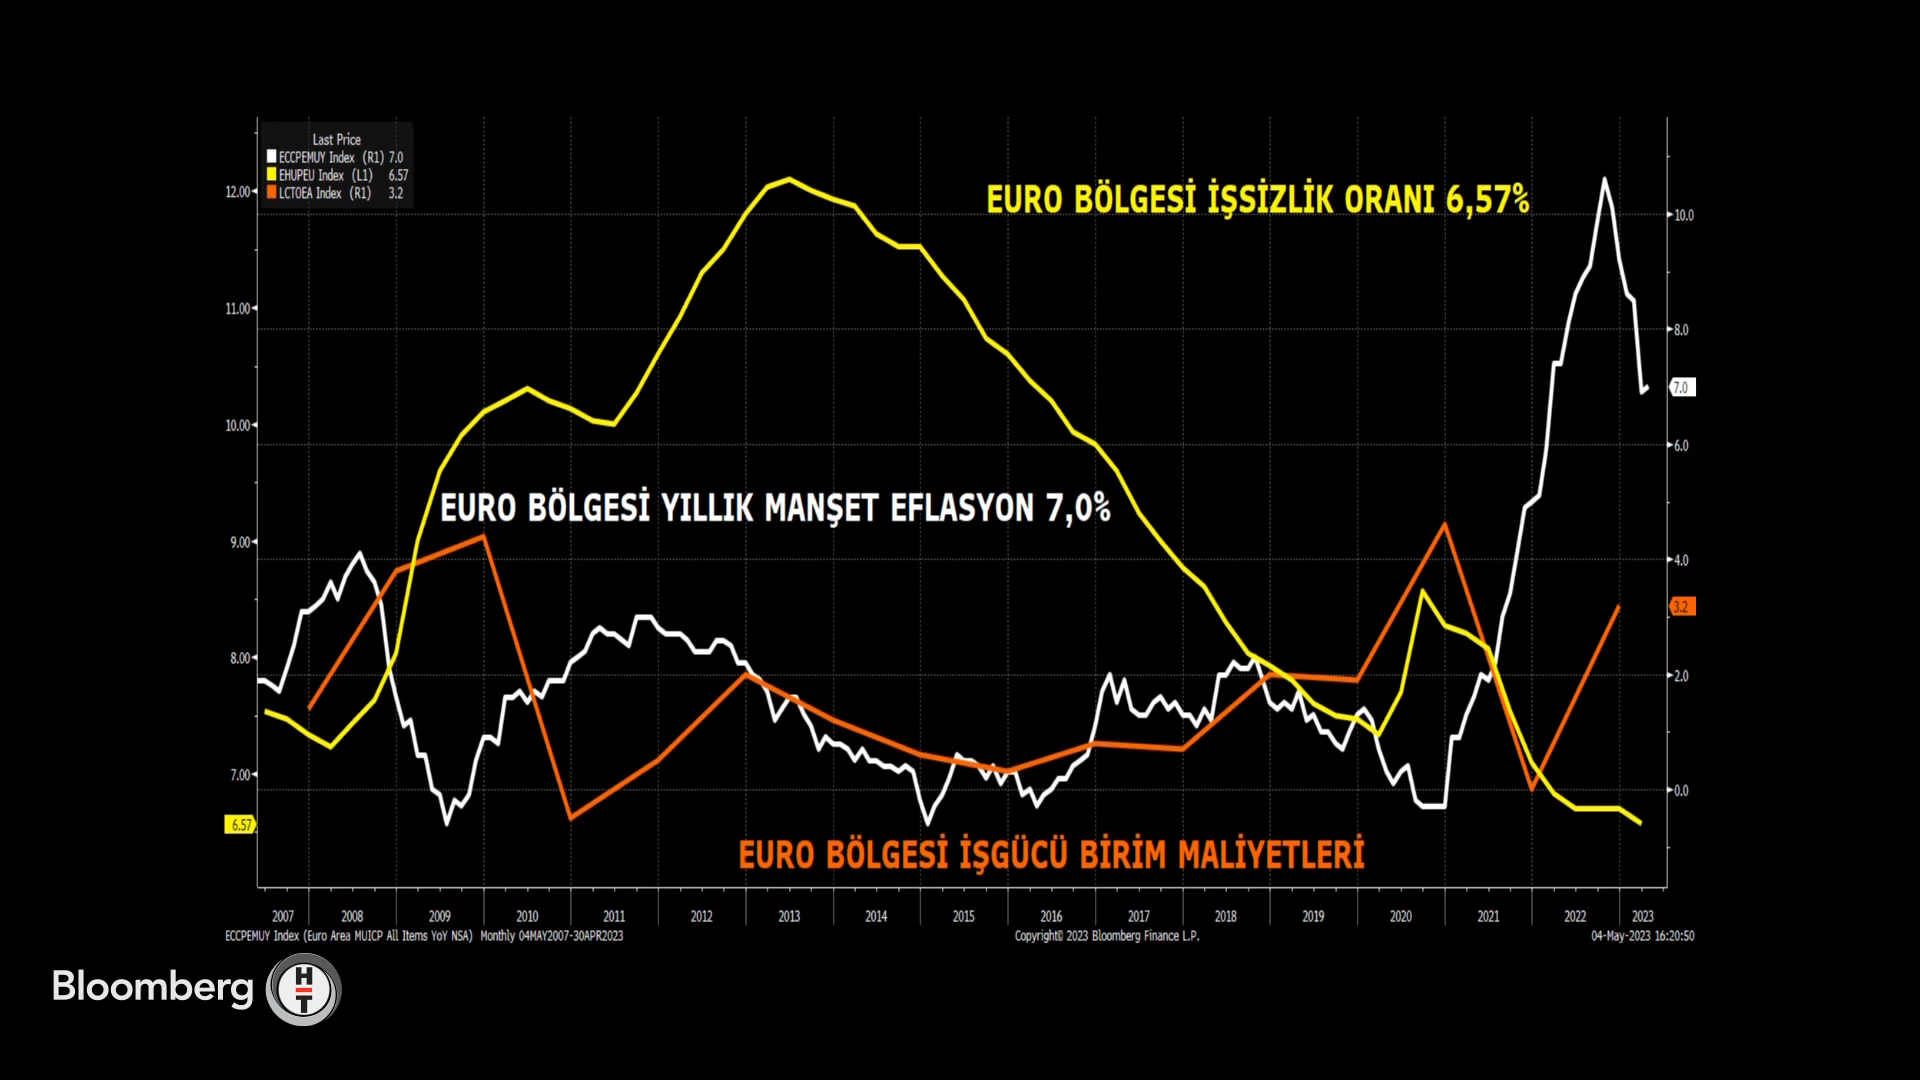 Last Price
ECCPEMUY Index (R1) 7.0
EHUPEU Index (L1) 6.57
LCTOEA Index (R1) 3.2
EURO BÖLGESİ İŞSİZLİK ORANI 6,57%
EURO BÖLGESİ YILLIK MANŞET EFLASYON 7,0%
EURO BÖLGESİ İŞGÜCÜ BİRİM MALİYETLERİ
12.00
11.00
10.00
9.00
8.00
7.00
6.57
10.0
8.0
7.0
6.0
4.0
3.2
2.0
0.0
2007 2008 2009 2010 2011 2012 2013 2014 2015 2016 2017 2018 2019 2020 2021 2022 2023
ECCPEMUY Index (Euro Area MUICP All Items YoY NSA) Monthly 04MAY2007-30APR2023 Copyright© 2023 Bloomberg Finance L.P. 04-May-2023 16:20:50
Bloomberg HT